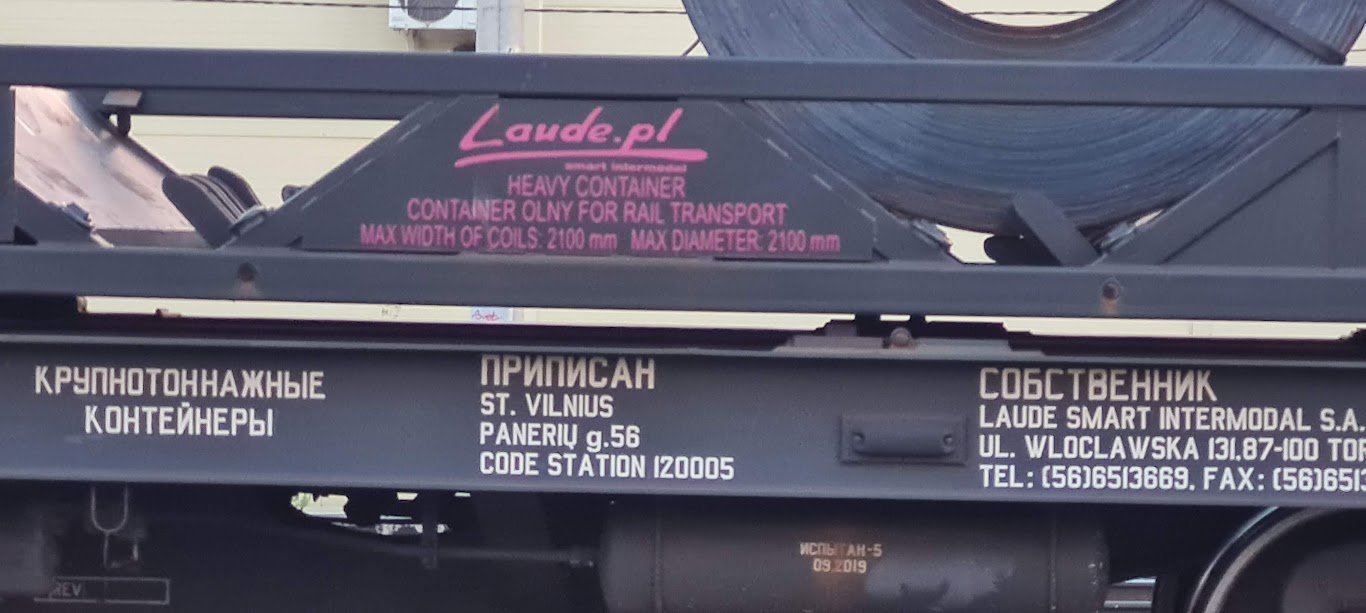 Laude.pl
smart intermodal
HEAVY CONTAINER
CONTAINER OLNY FOR RAIL TRANSPORT
MAX WIDTH OF COILS: 2100 mm MAX DIAMETER: 2100 mm
КРУПНОТОННАЖНЫЕ
КОНТЕЙНЕРЫ
ПРИПИСАН
ST. VILNIUS
PANERIŲ g.56
CODE STATION 120005
СОБСТВЕННИК
LAUDE SMART INTERMODAL S.A.
UL. WLOCLAWSKA 131.87-100 TOR
TEL: (56)6513669, FAX: (56)651
ИСПЫТАН-5
09.2019
REV